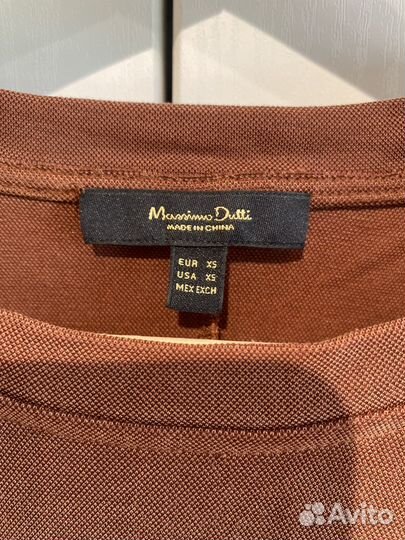 Massimo Dutti
MADE IN CHINA
EUR XS
USA XS
MEX EXCH
Avito